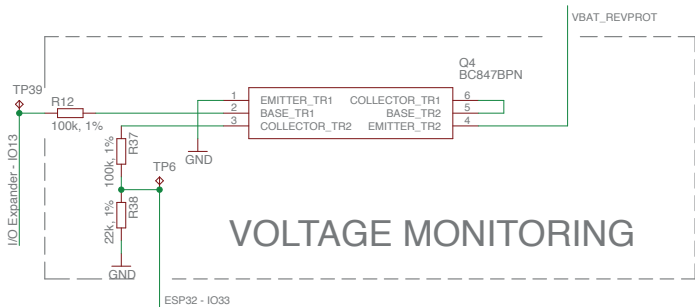 VBAT_REVPROT
Q4
BC847BPN
TP39
R12
100k, 1%
1 EMITTER_TR1 COLLECTOR_TR1 6
2 BASE_TR1 BASE_TR2 5
3 COLLECTOR_TR2 EMITTER_TR2 4
GND
R37
100k, 1%
TP6
R38
22k, 1%
GND
I/O Expander - IO13
VOLTAGE MONITORING
ESP32 - IO33